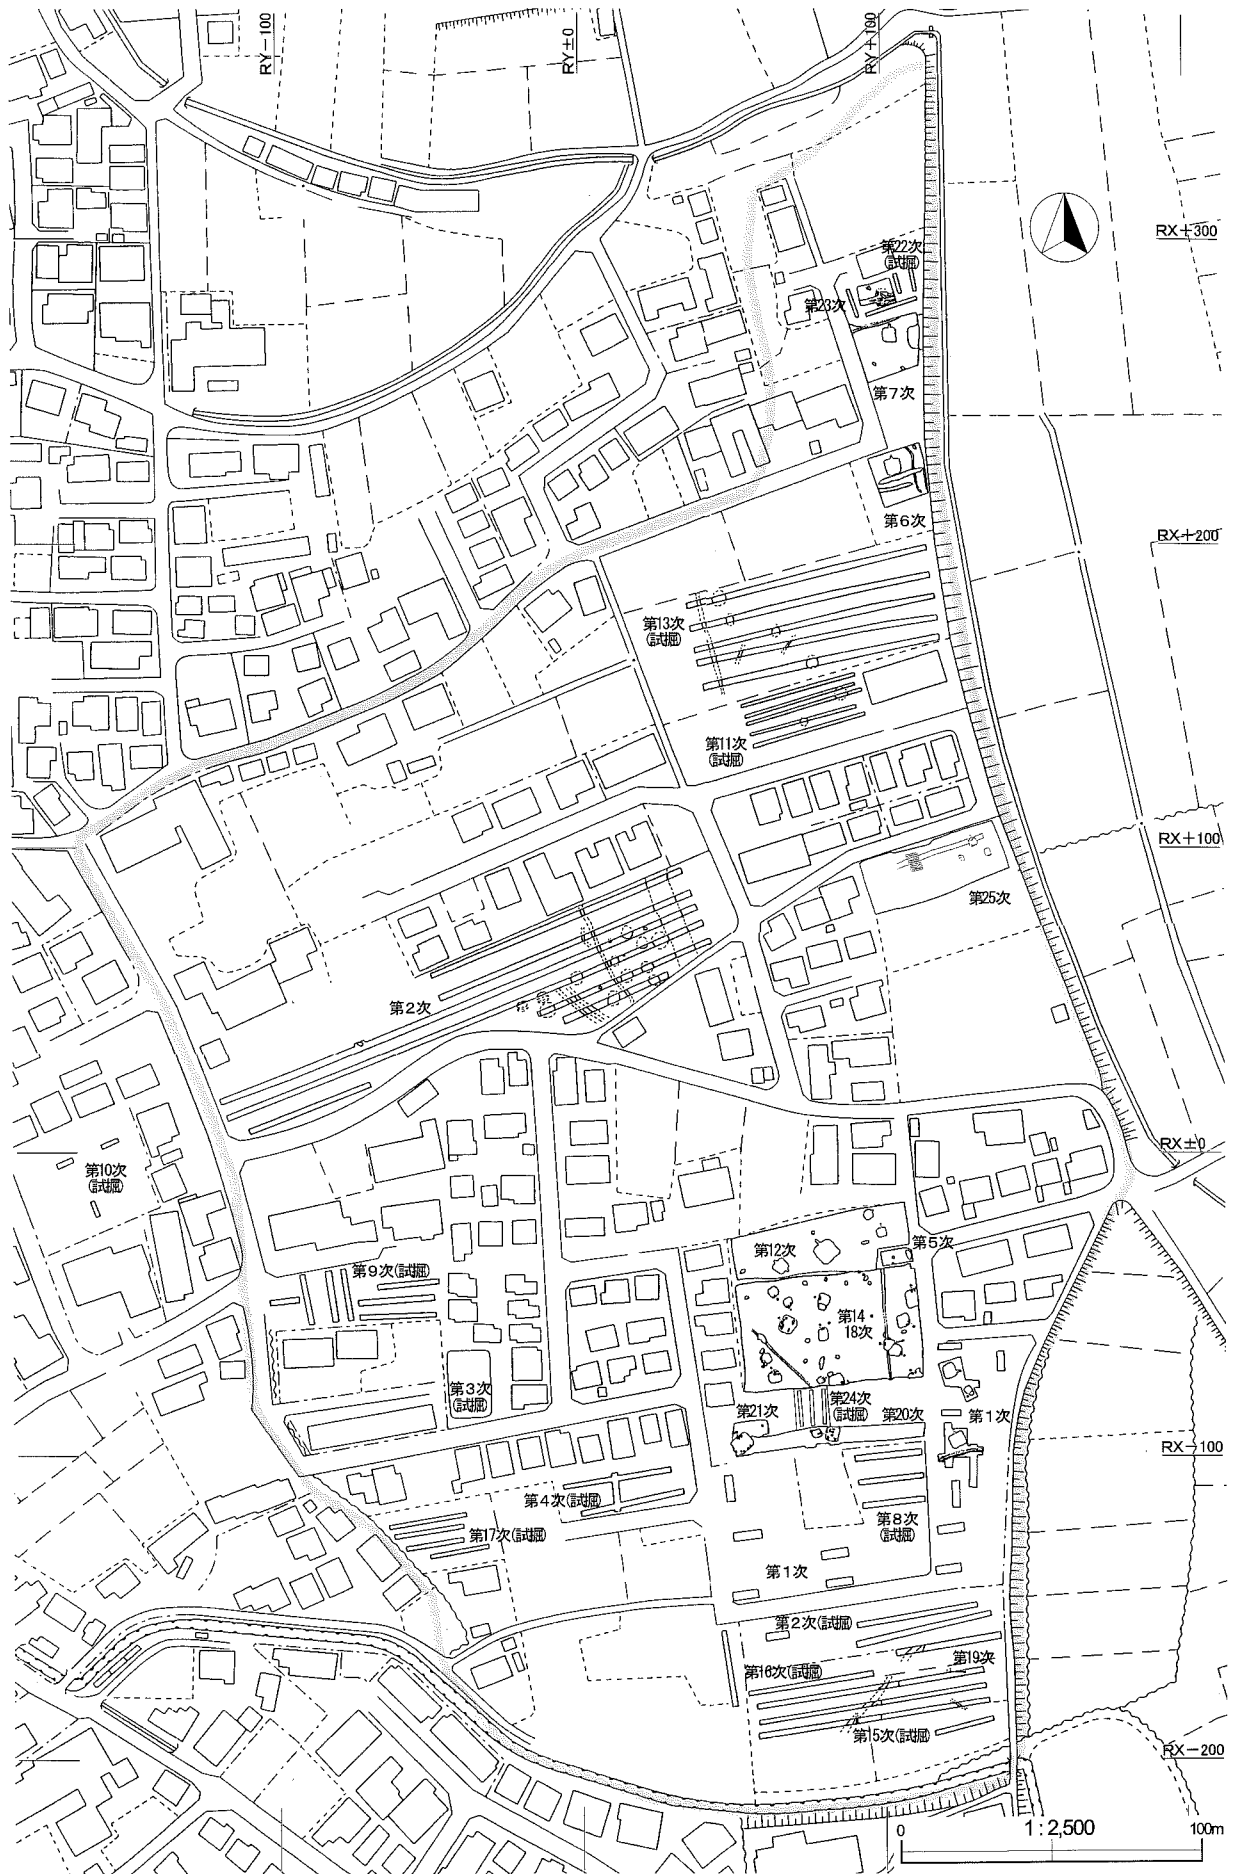 RY-100
RY±0
RY+100
RX+300
第22次
(試掘)
第23次
第7次
第6次
RX+200
第13次
(試掘)
第11次
(試掘)
RX+100
第25次
第2次
RX±0
第10次
(試掘)
第12次
第5次
第9次(試掘)
第14・
18次
第3次
(試掘)
第24次
(試掘)
第21次
第20次
第1次
RX-100
第4次(試掘)
第8次
(試掘)
第17次(試掘)
第1次
第2次(試掘)
第19次
第16次(試掘)
第15次(試掘)
RX-200
0
1:2,500
100m